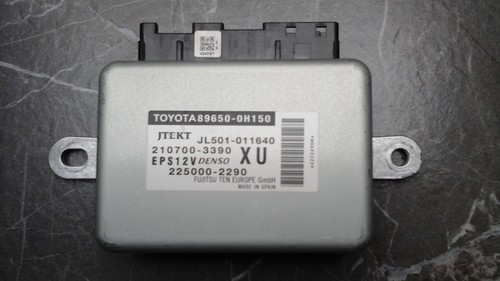 TOYOTA89650-0H150
JTEKT JL501-011640
210700-3390 XU
EPS12V DENSO
225000-2290
FUJITSU TEN EUROPE GmbH
MADE IN SPAIN